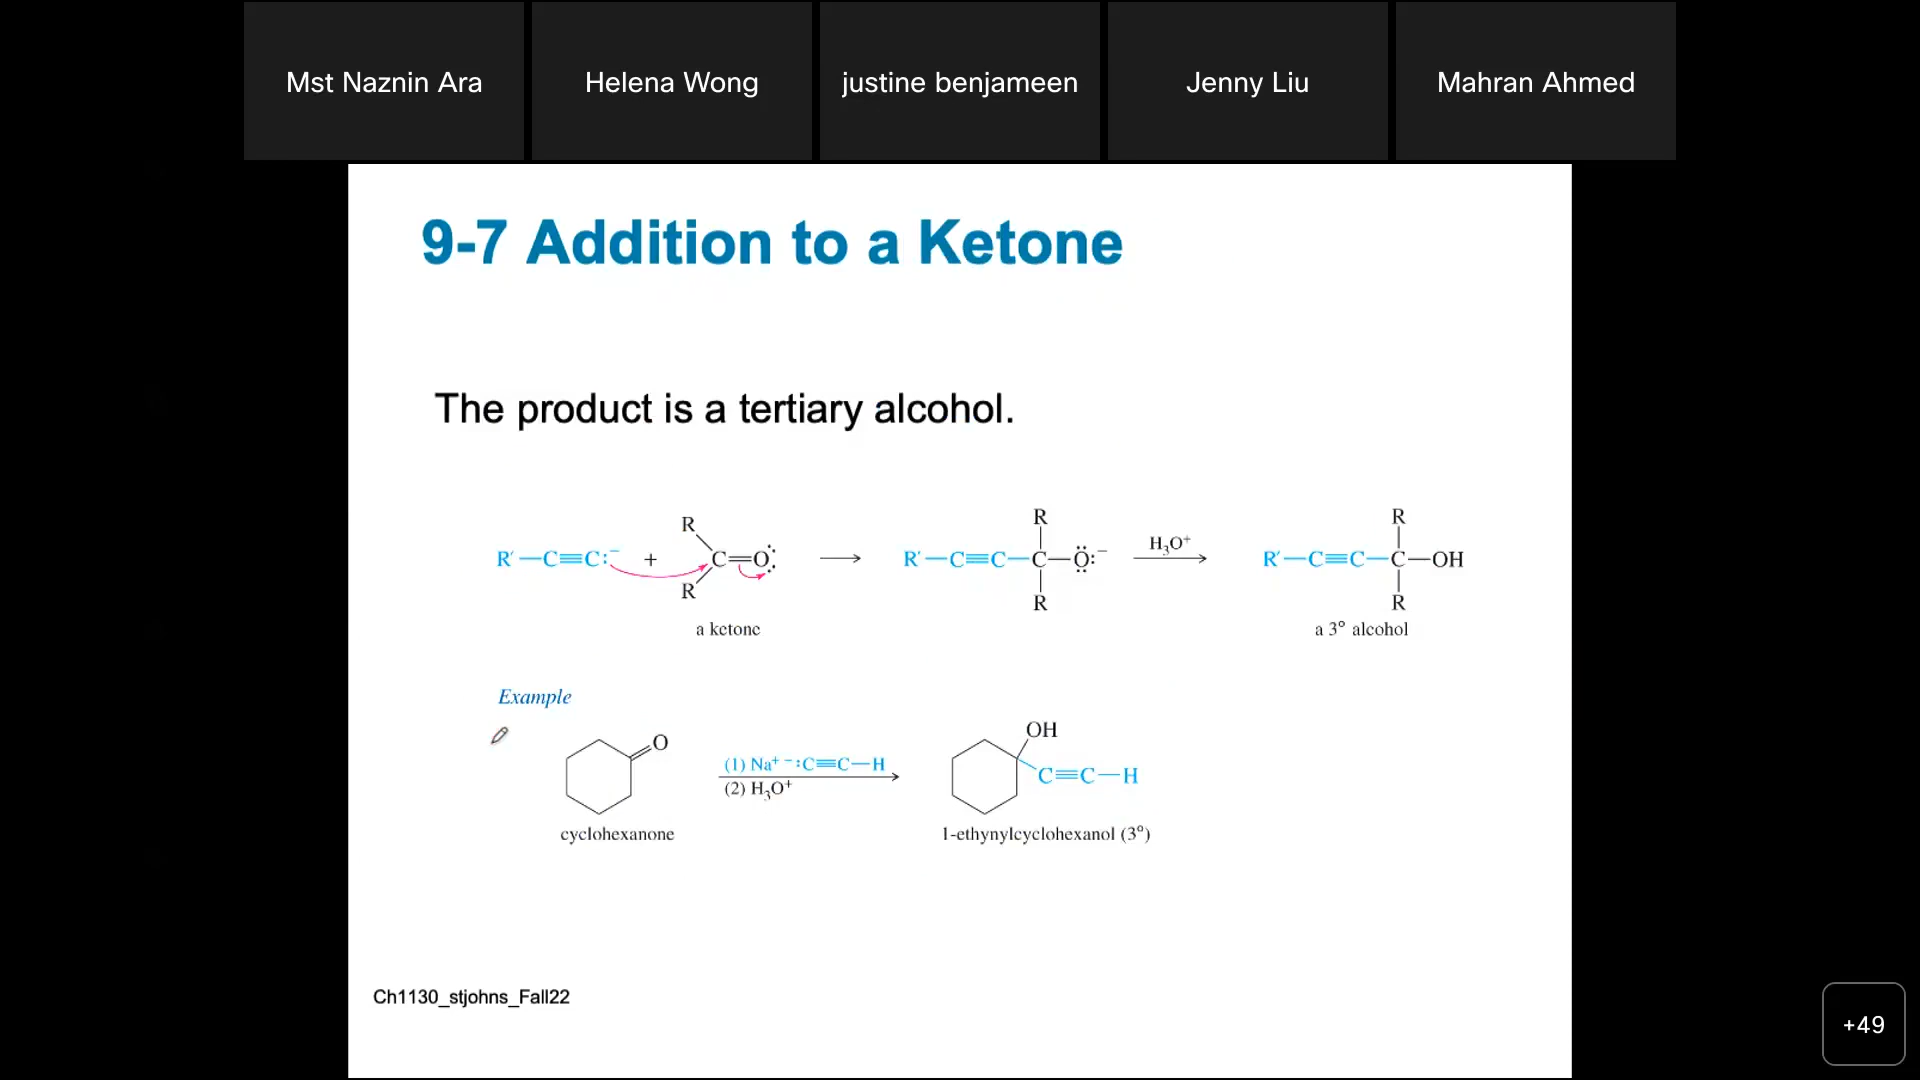 Mst Naznin Ara
Helena Wong
justine benjameen
Jenny Liu
Mahran Ahmed
9-7 Addition to a Ketone
The product is a tertiary alcohol.
R′—C≡C:⁻ + R R C=O: ⟶ R′—C≡C—C(R)(R)—O:⁻ H₃O⁺ ⟶ R′—C≡C—C(R)(R)—OH
a ketone
a 3° alcohol
Example
O
(1) Na⁺ ⁻:C≡C—H
(2) H₃O⁺
OH
C≡C—H
cyclohexanone
1-ethynylcyclohexanol (3°)
Ch1130_stjohns_Fall22
+49